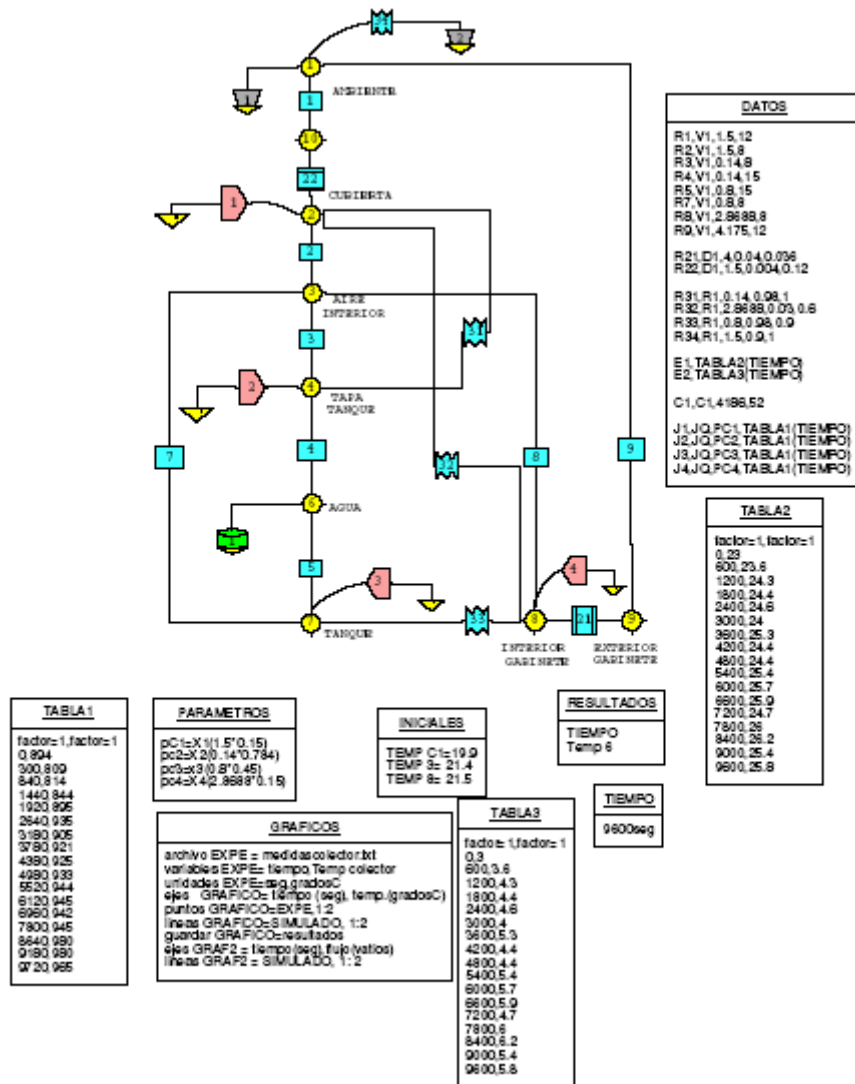 34
2
1
1
AMBIENTE
1
10
22
CUBIERTA
1
2
2
3
AIRE
INTERIOR
31
3
2
4
TAPA
TANQUE
7
4
32
8
9
6
AGUA
1
5
3
4
7
TANQUE
33
8
21
9
INTERIOR
GABINETE
EXTERIOR
GABINETE
DATOS
R1,V1,1.5,12
R2,V1,1.5,8
R3,V1,0.14,8
R4,V1,0.14,15
R5,V1,0.8,15
R7,V1,0.8,8
R8,V1,2.8688,8
R9,V1,4.175,12
R21,D1,4,0.04,0.036
R22,D1,1.5,0.004,0.12
R31,R1,0.14,0.98,1
R32,R1,2.8688,0.03,0.6
R33,R1,0.8,0.98,0.9
R34,R1,1.5,0.9,1
E1,TABLA2(TIEMPO)
E2,TABLA3(TIEMPO)
C1,C1,4186,52
J1,JQ,PC1,TABLA1(TIEMPO)
J2,JQ,PC2,TABLA1(TIEMPO)
J3,JQ,PC3,TABLA1(TIEMPO)
J4,JQ,PC4,TABLA1(TIEMPO)
TABLA2
factor=1,factor=1
0,23
600,23.6
1200,24.3
1800,24.4
2400,24.6
3000,24
3600,25.3
4200,24.4
4800,24.4
5400,25.4
6000,25.7
6600,25.9
7200,24.7
7800,26
8400,26.2
9000,25.4
9600,25.8
TABLA1
factor=1,factor=1
0,894
300,809
840,814
1440,844
1920,895
2640,935
3180,905
3780,921
4380,925
4980,933
5520,944
6120,945
6960,942
7800,945
8640,980
9180,980
9720,965
PARAMETROS
pC1=X1(1.5*0.15)
pc2=X2(0.14*0.784)
pc3=x3(0.8*0.45)
pc4=X4(2.8688*0.15)
INICIALES
TEMP C1=19.9
TEMP 3= 21.4
TEMP 8= 21.5
RESULTADOS
TIEMPO
Temp 6
TIEMPO
9600seg
GRAFICOS
archivo EXPE = medidascolector.txt
variables EXPE= tiempo,Temp colector
unidades EXPE=seg,gradosC
ejes GRAFICO= tiempo (seg), temp.(gradosC)
puntos GRAFICO=EXPE,1:2
lineas GRAFICO=SIMULADO, 1:2
guardar GRAFICO=resultados
ejes GRAF2 = tiempo(seg),flujo(vatios)
lineas GRAF2 = SIMULADO, 1: 2
TABLA3
factor= 1,factor= 1
0,3
600,3.6
1200,4.3
1800,4.4
2400,4.6
3000,4
3600,5.3
4200,4.4
4800,4.4
5400,5.4
6000,5.7
6600,5.9
7200,4.7
7800,6
8400,6.2
9000,5.4
9600,5.8